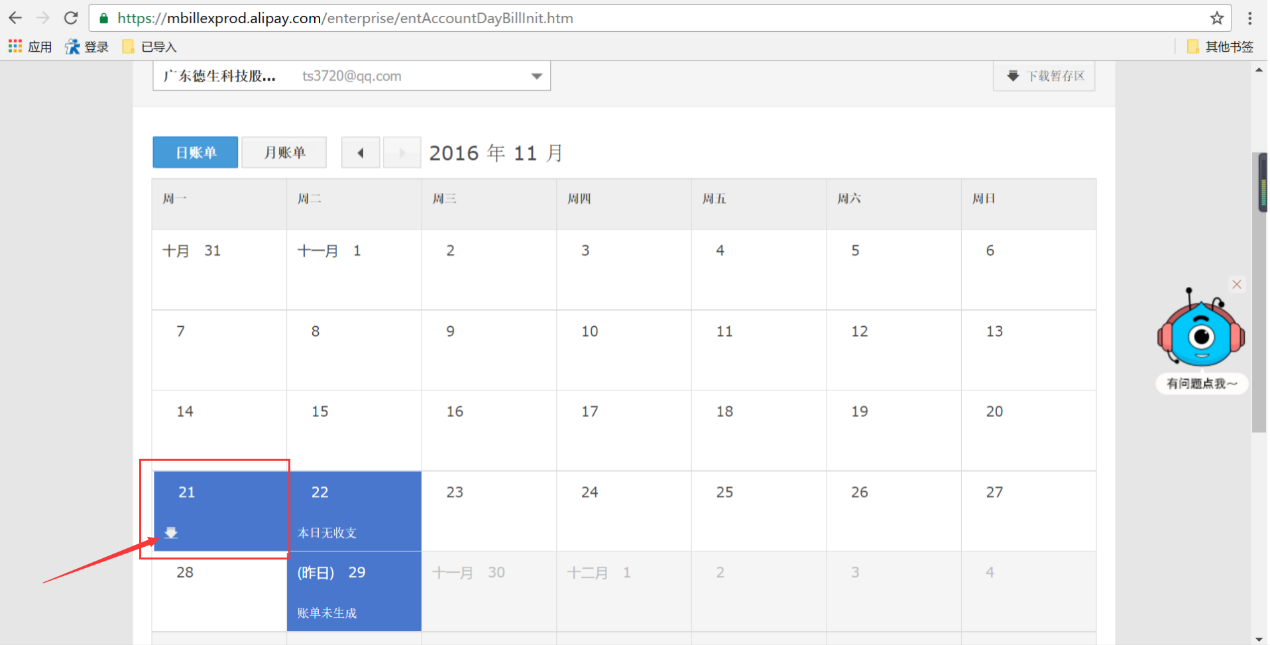 https://mbillexprod.alipay.com/enterprise/entAccountDayBillInit.htm
应用 登录 已导入 其他书签
广东德生科技股... ts3720@qq.com 下载暂存区
日账单 月账单 2016 年 11 月
周一 周二 周三 周四 周五 周六 周日
十月 31 十一月 1 2 3 4 5 6
7 8 9 10 11 12 13
14 15 16 17 18 19 20
有问题点我～
21 22 23 24 25 26 27
本日无收支
28 (昨日) 29 十一月 30 十二月 1 2 3 4
账单未生成